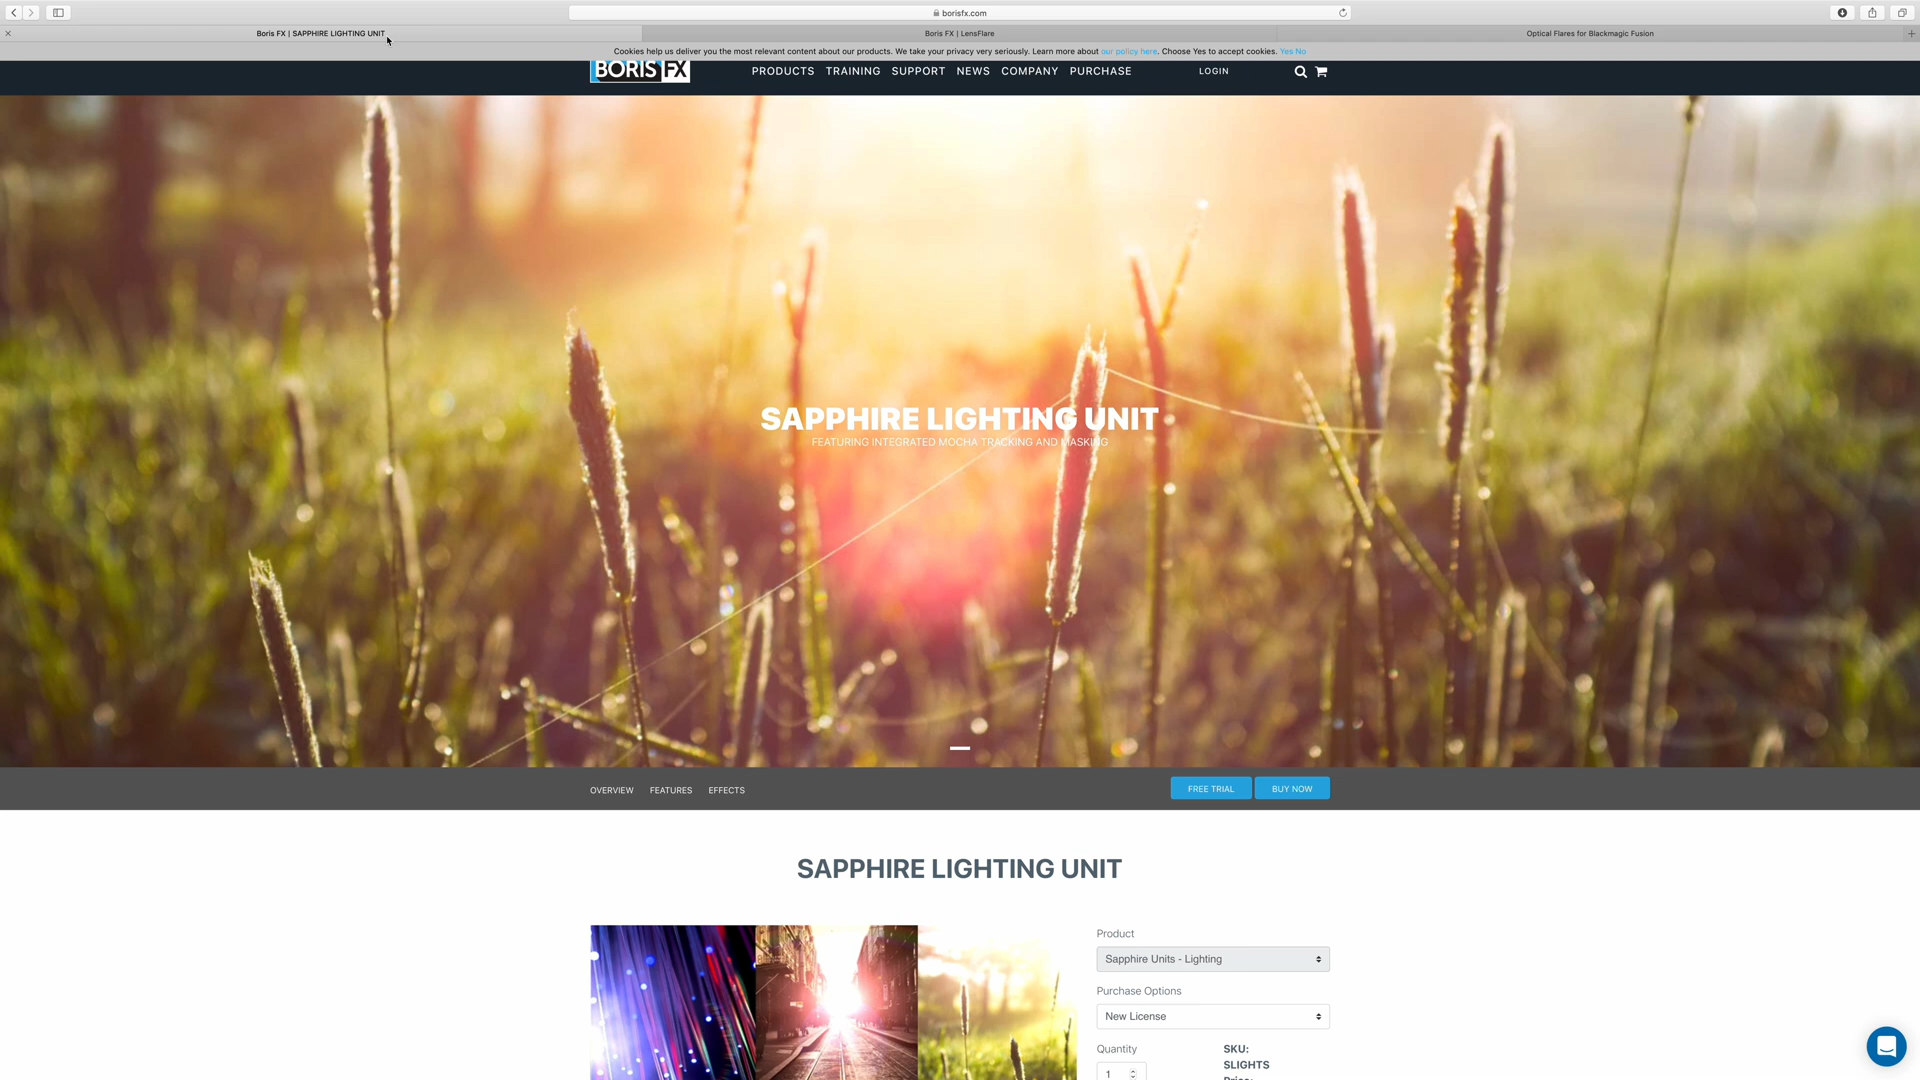 borisfx.com
Boris FX | SAPPHIRE LIGHTING UNIT
Boris FX | LensFlare
Optical Flares for Blackmagic Fusion
Cookies help us deliver you the most relevant content about our products. We take your privacy very seriously. Learn more about our policy here. Choose Yes to accept cookies. Yes No
BORIS FX
PRODUCTS TRAINING SUPPORT NEWS COMPANY PURCHASE LOGIN
SAPPHIRE LIGHTING UNIT
FEATURING INTEGRATED MOCHA TRACKING AND MASKING
OVERVIEW FEATURES EFFECTS
FREE TRIAL BUY NOW
SAPPHIRE LIGHTING UNIT
Product
Sapphire Units - Lighting
Purchase Options
New License
Quantity
1
SKU:
SLIGHTS